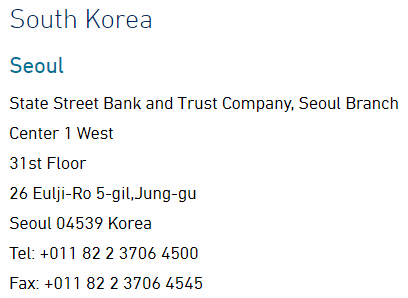 South Korea
Seoul
State Street Bank and Trust Company, Seoul Branch
Center 1 West
31st Floor
26 Eulji-Ro 5-gil,Jung-gu
Seoul 04539 Korea
Tel: +011 82 2 3706 4500
Fax: +011 82 2 3706 4545